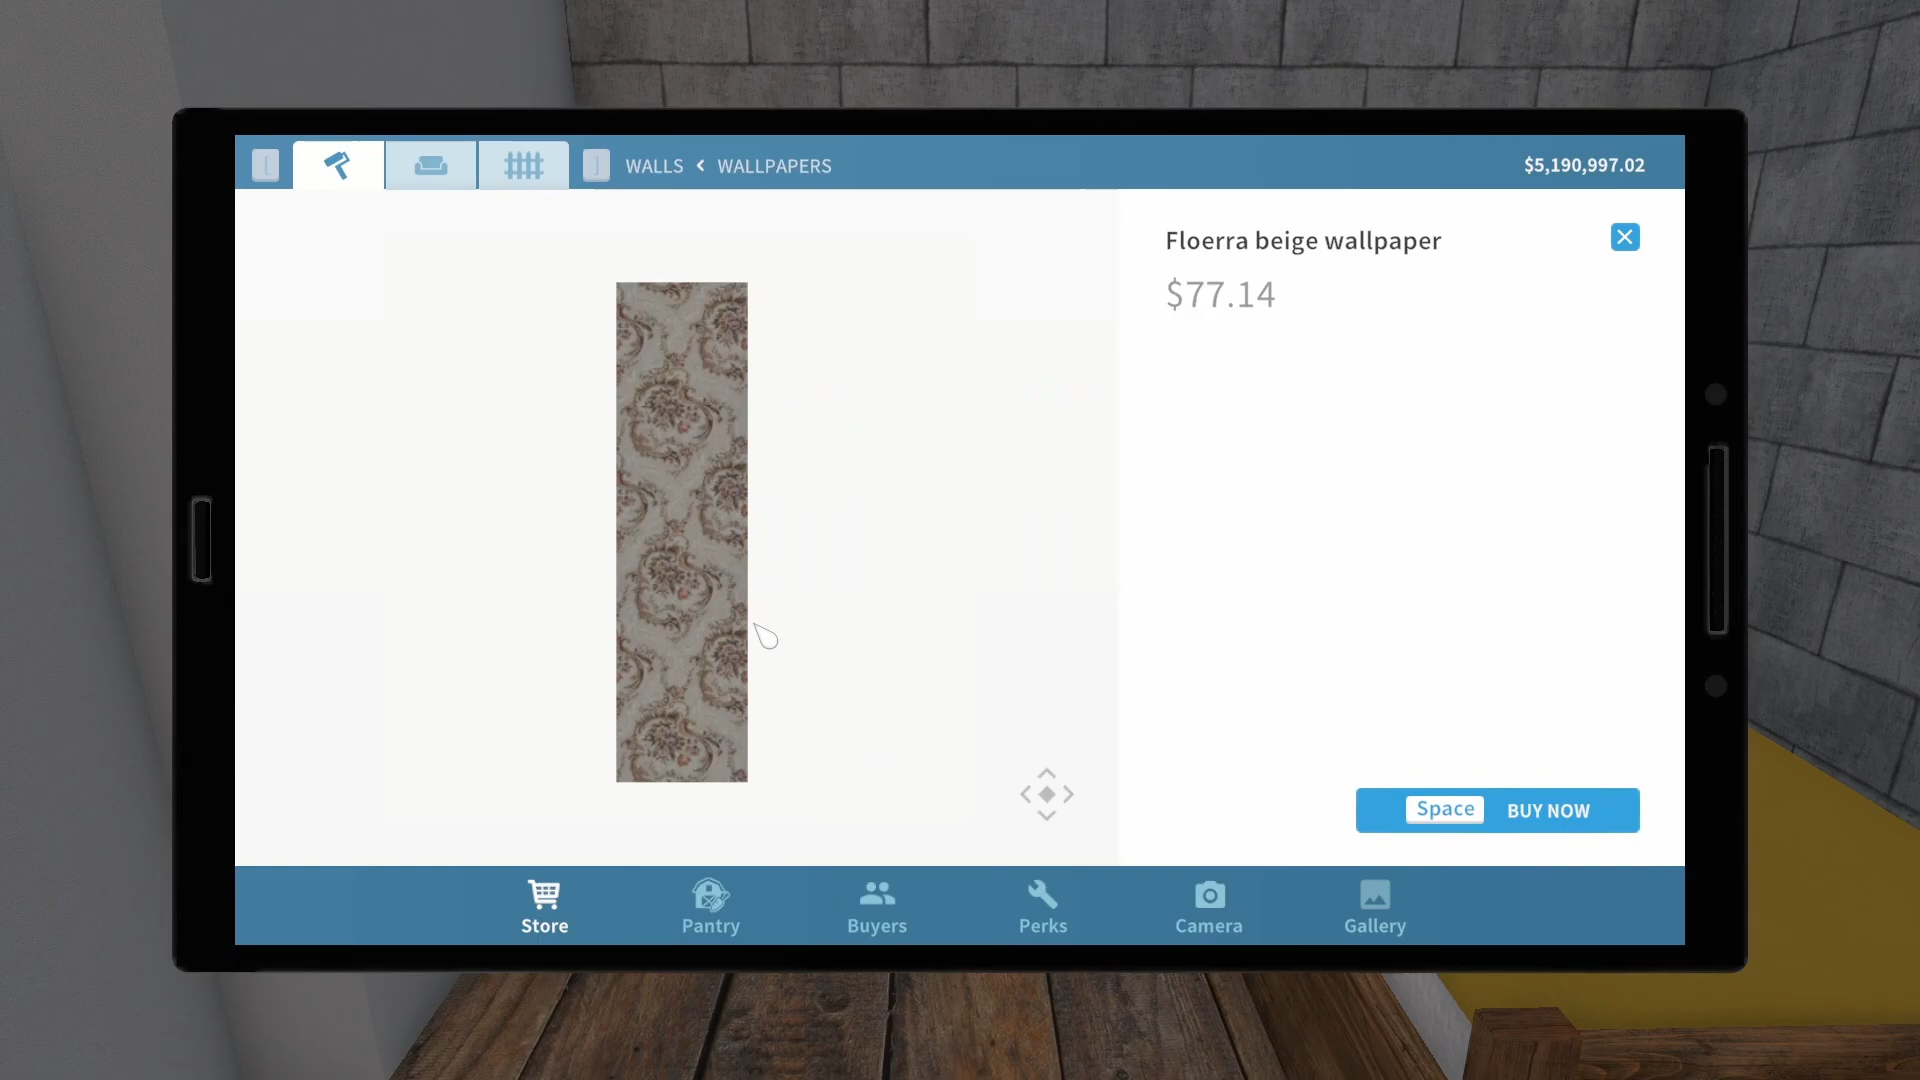 [
]
WALLS
WALLPAPERS
$5,190,997.02
Floerra beige wallpaper
$77.14
Space
BUY NOW
Store
Pantry
Buyers
Perks
Camera
Gallery